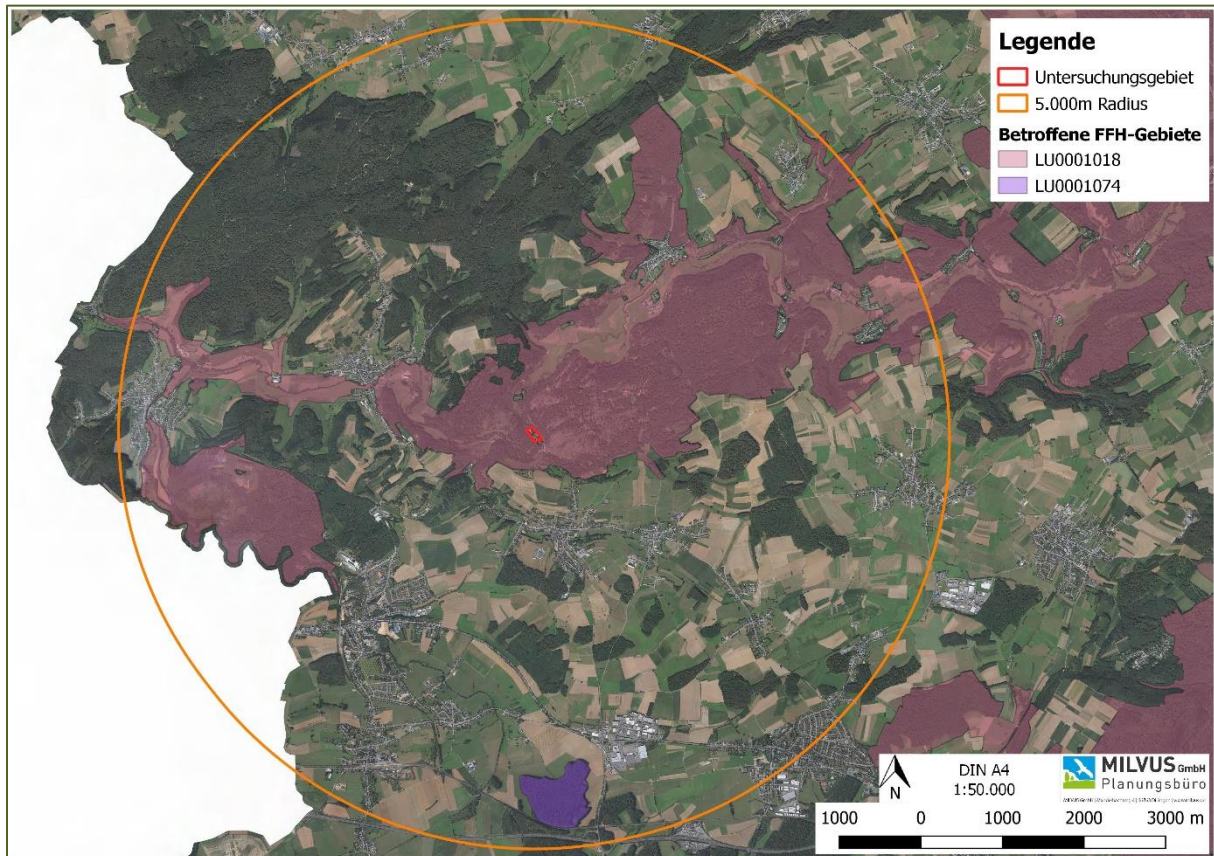 Legende
Untersuchungsgebiet
5.000m Radius
Betroffene FFH-Gebiete
LU0001018
LU0001074
N
DIN A4
1:50.000
MILVUS GmbH
Planungsbüro
1000 0 1000 2000 3000 m